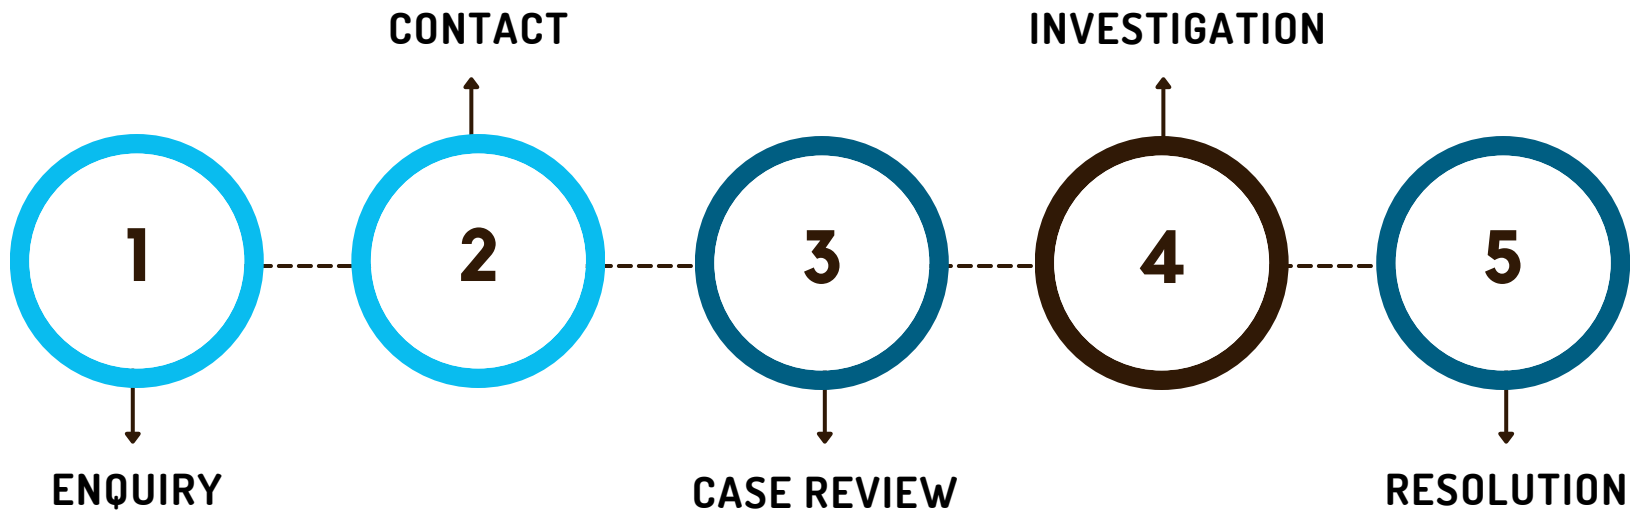 CONTACT
INVESTIGATION
1
2
3
4
5
ENQUIRY
CASE REVIEW
RESOLUTION